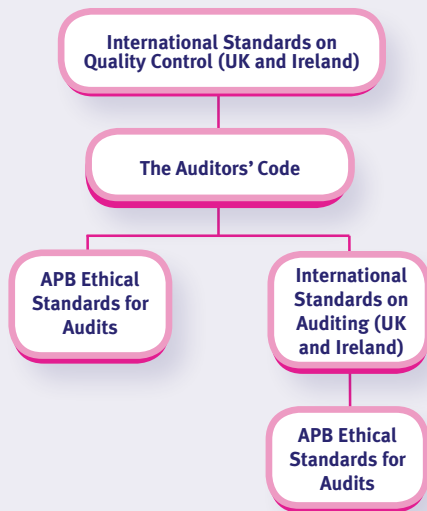 International Standards on
Quality Control (UK and Ireland)
The Auditors’ Code
APB Ethical
Standards for
Audits
International
Standards on
Auditing (UK
and Ireland)
APB Ethical
Standards for
Audits